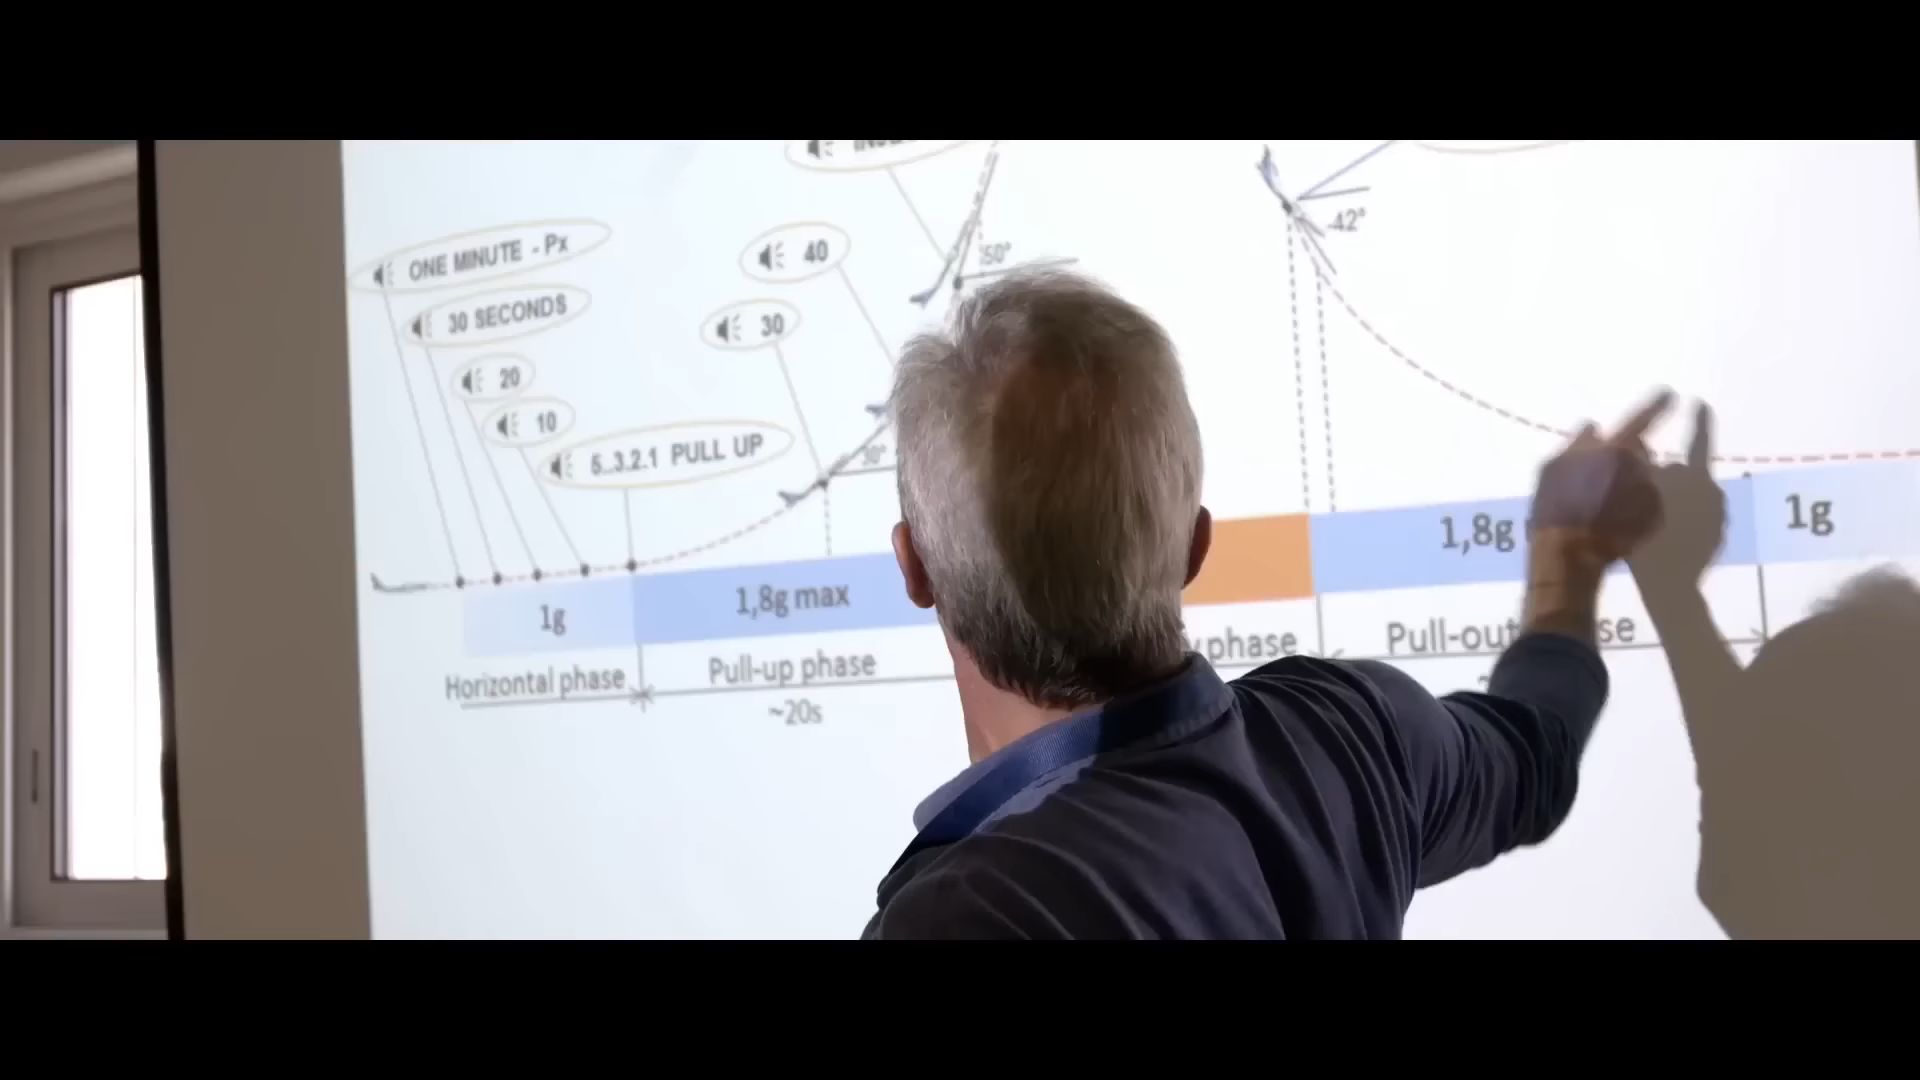 ONE MINUTE - Px
30 SECONDS
20
10
5..3.2.1 PULL UP
30
40
30°
50°
42°
1g
1,8g max
1,8g
1g
Horizontal phase
Pull-up phase
phase
Pull-out
~20s